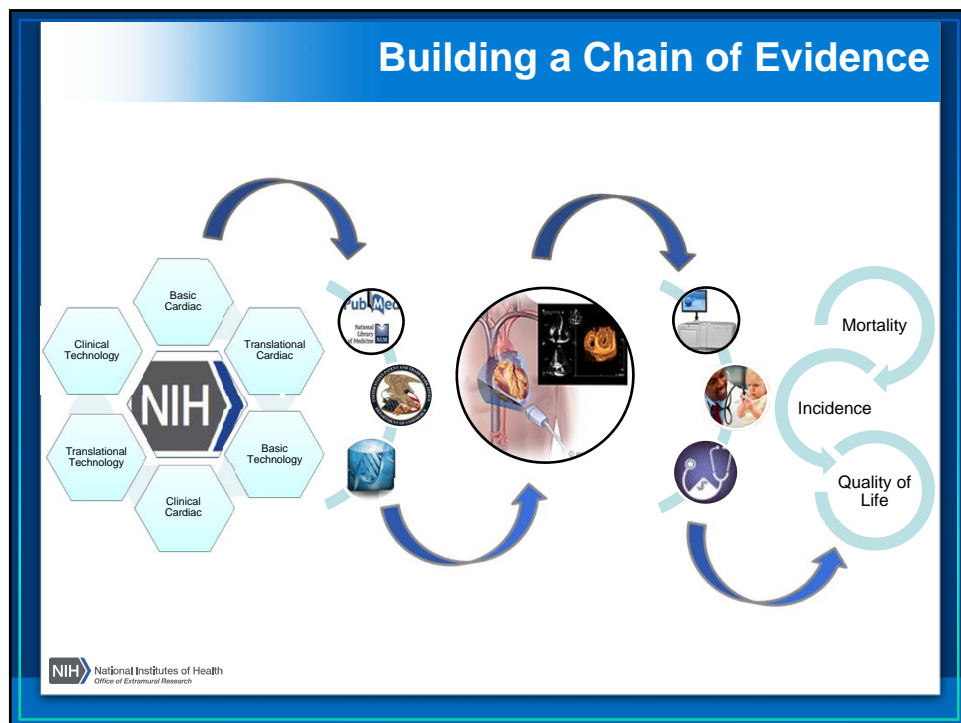 Building a Chain of Evidence
Basic
Cardiac
Clinical
Technology
Translational
Cardiac
NIH
Translational
Technology
Basic
Technology
Clinical
Cardiac
PubMed
National
Library
of Medicine
NLM
Mortality
Incidence
Quality of
Life
NIH
National Institutes of Health
Office of Extramural Research